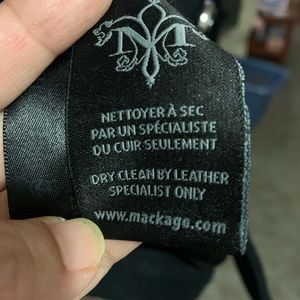 M
NETTOYER À SEC
PAR UN SPÉCIALISTE
DU CUIR SEULEMENT
DRY CLEAN BY LEATHER
SPECIALIST ONLY
www.mackage.com